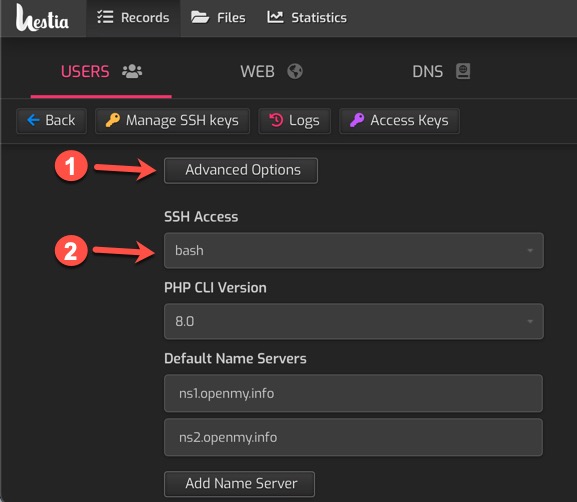 hestia Records Files Statistics
USERS WEB DNS
Back Manage SSH keys Logs Access Keys
1 Advanced Options
SSH Access
2 bash
PHP CLI Version
8.0
Default Name Servers
ns1.openmy.info
ns2.openmy.info
Add Name Server